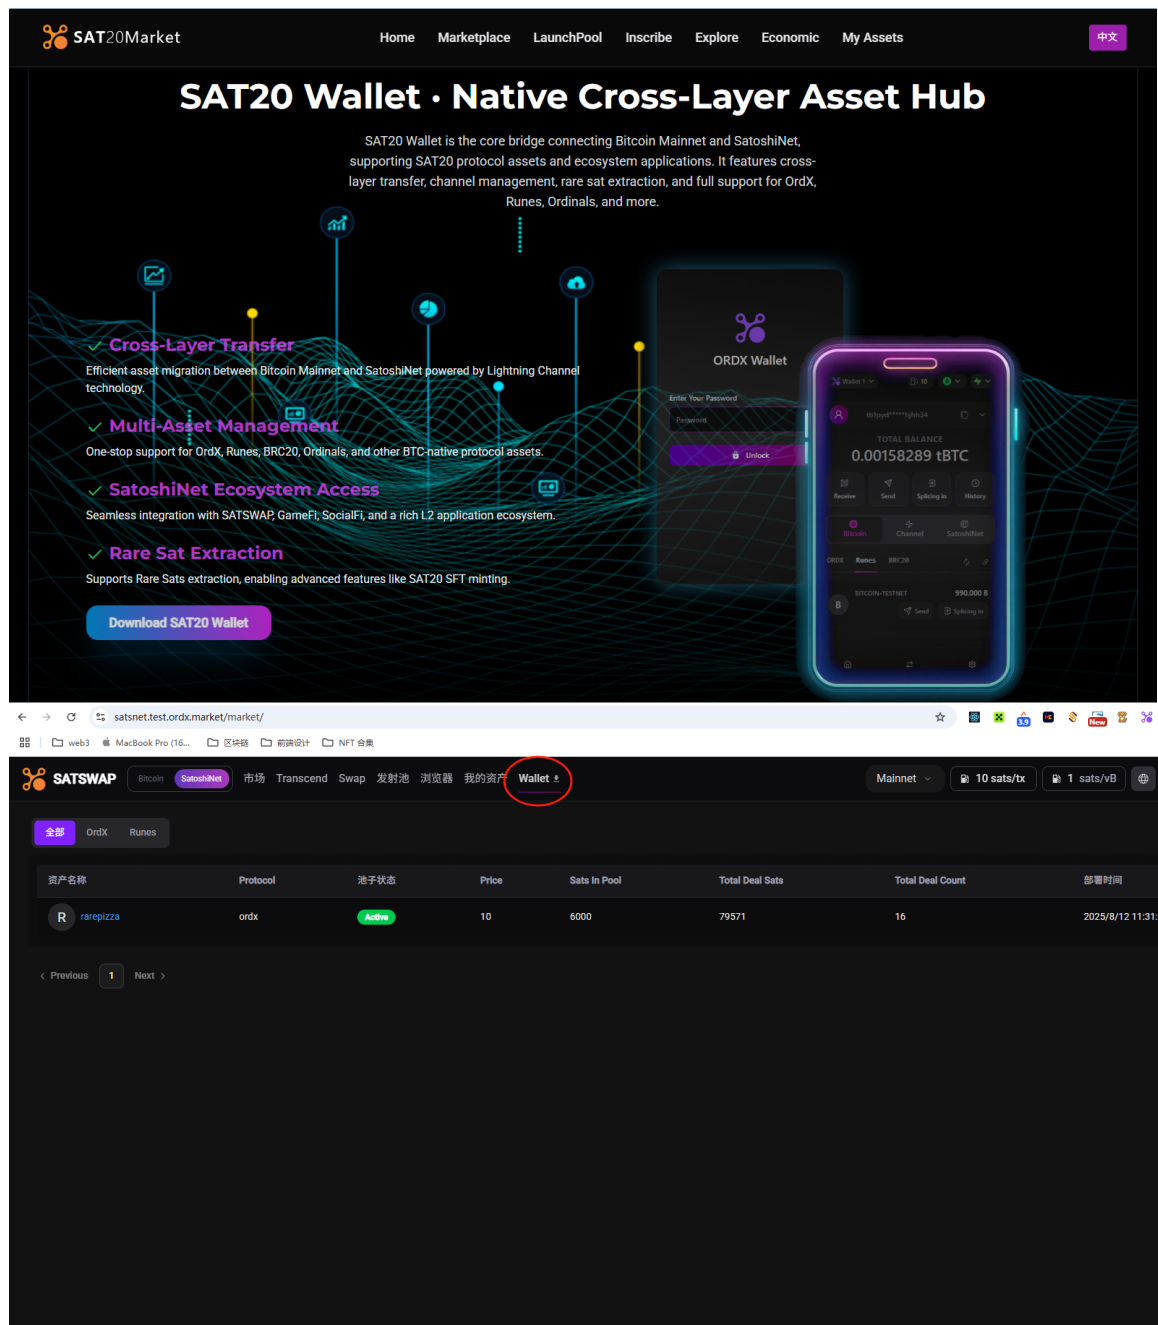 SAT20Market
Home Marketplace LaunchPool Inscribe Explore Economic My Assets
中文
SAT20 Wallet · Native Cross-Layer Asset Hub
SAT20 Wallet is the core bridge connecting Bitcoin Mainnet and SatoshiNet,
supporting SAT20 protocol assets and ecosystem applications. It features cross-
layer transfer, channel management, rare sat extraction, and full support for OrdX,
Runes, Ordinals, and more.
Cross-Layer Transfer
Efficient asset migration between Bitcoin Mainnet and SatoshiNet powered by Lightning Channel
technology.
Multi-Asset Management
One-stop support for OrdX, Runes, BRC20, Ordinals, and other BTC-native protocol assets.
SatoshiNet Ecosystem Access
Seamless integration with SATSWAP, GameFi, SocialFi, and a rich L2 application ecosystem.
Rare Sat Extraction
Supports Rare Sats extraction, enabling advanced features like SAT20 SFT minting.
Download SAT20 Wallet
ORDX Wallet
Enter Your Password
Password
Unlock
Wallet 1
10
TOTAL BALANCE
0.00158289 tBTC
Receive Send Splicing in History
Bitcoin Channel SatoshiNet
ORDX Runes BRC20
B BITCOIN-TESTNET 990,000 B
Send Splicing in
satsnet.test.ordx.market/market/
3.9 ME New
web3 MacBook Pro (16... 区块链 前端设计 NFT 合集
SATSWAP Bitcoin SatoshiNet 市场 Transcend Swap 发射池 浏览器 我的资产 Wallet Mainnet 10 sats/tx 1 sats/vB
全部 OrdX Runes
资产名称 Protocol 池子状态 Price Sats In Pool Total Deal Sats Total Deal Count 部署时间
R rarepizza ordx Active 10 6000 79571 16 2025/8/12 11:31:
Previous 1 Next